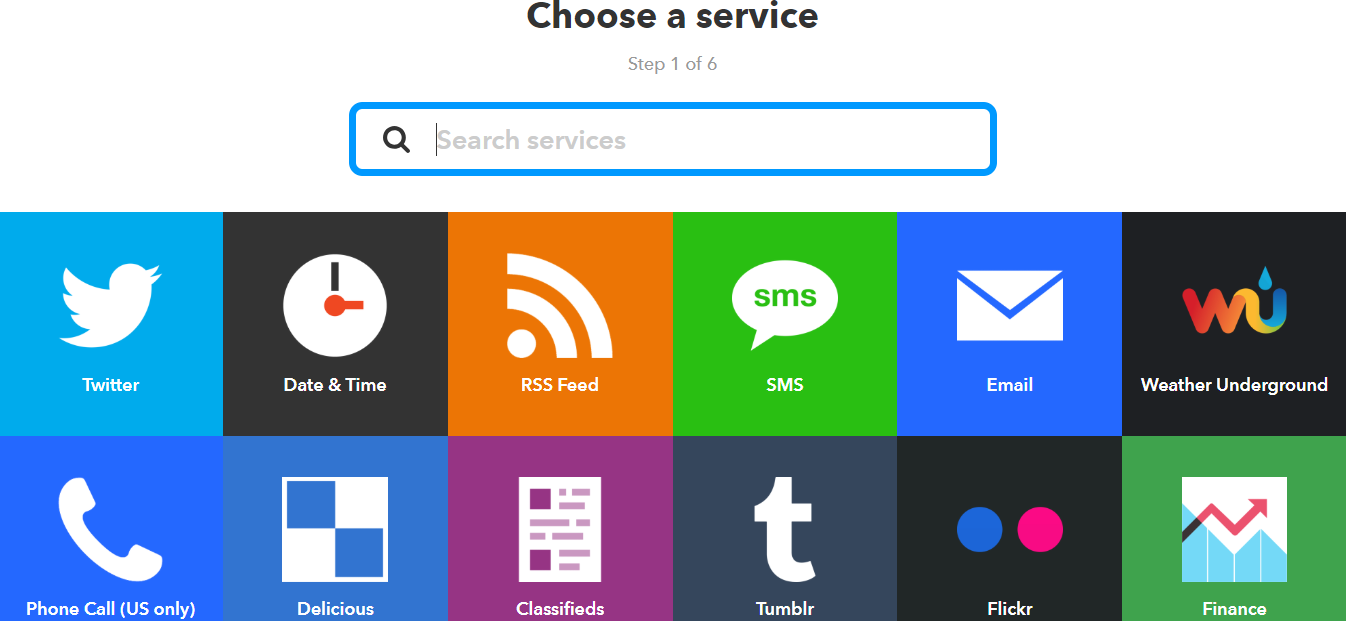 Choose a service
Step 1 of 6
Search services
sms
Twitter
Date & Time
RSS Feed
SMS
Email
Weather Underground
t
Phone Call (US only)
Delicious
Classifieds
Tumblr
Flickr
Finance